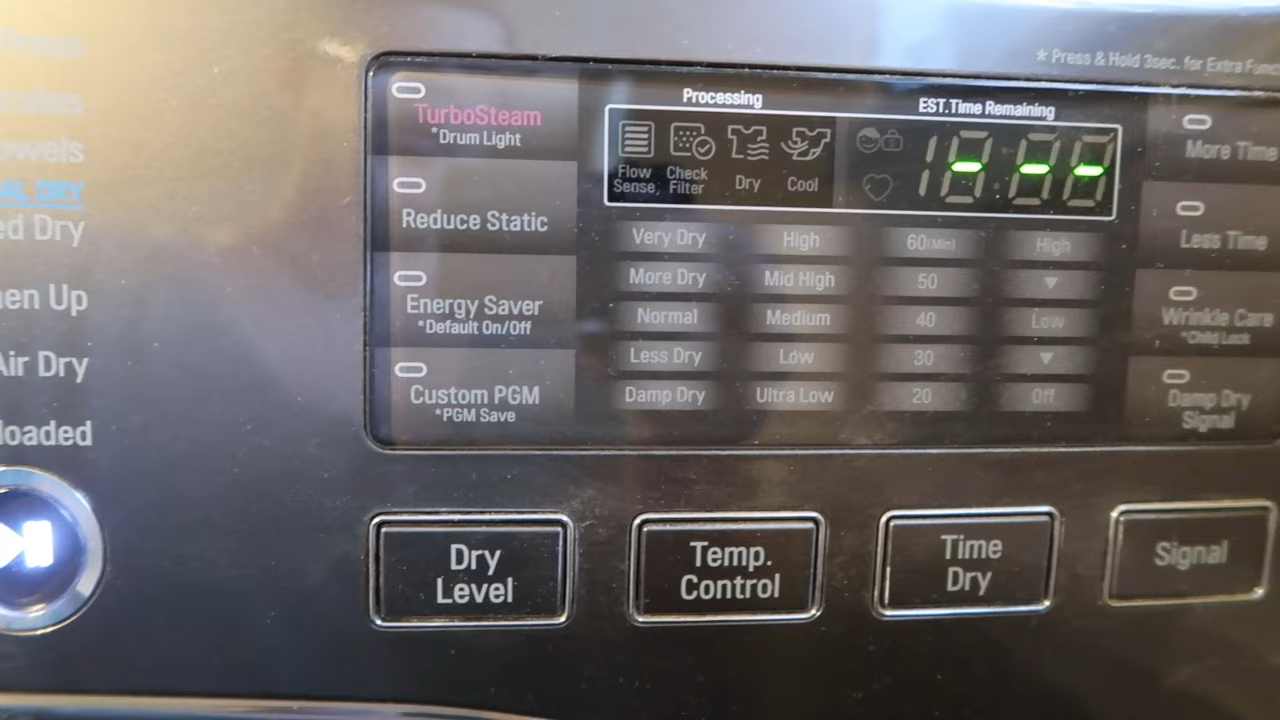 * Press & Hold 3sec. for Extra Funct
TurboSteam
*Drum Light
Reduce Static
Energy Saver
*Default On/Off
Custom PGM
*PGM Save
Processing
EST.Time Remaining
Flow Sense
Check Filter
Dry
Cool
Very Dry High 60(Min) High
More Dry Mid High 50 ▼
Normal Medium 40 Low
Less Dry Low 30 ▼
Damp Dry Ultra Low 20 Off
More Time
Less Time
Wrinkle Care
*Child Lock
Damp Dry
Signal
owels
AL DRY
ed Dry
en Up
Air Dry
loaded
Dry
Level
Temp.
Control
Time
Dry
Signal